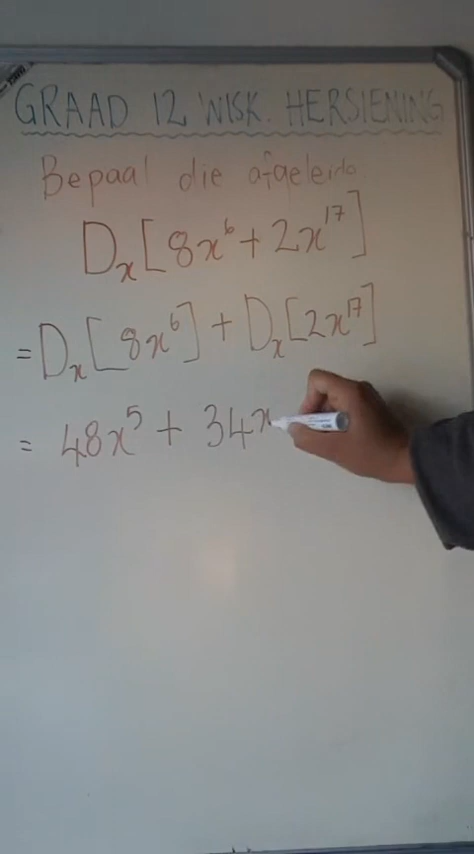 GRAAD 12 WISK. HERSIENING
Bepaal die afgeleide
Dₓ[8x⁶ + 2x¹⁷]
= Dₓ[8x⁶] + Dₓ[2x¹⁷]
= 48x⁵ + 34x